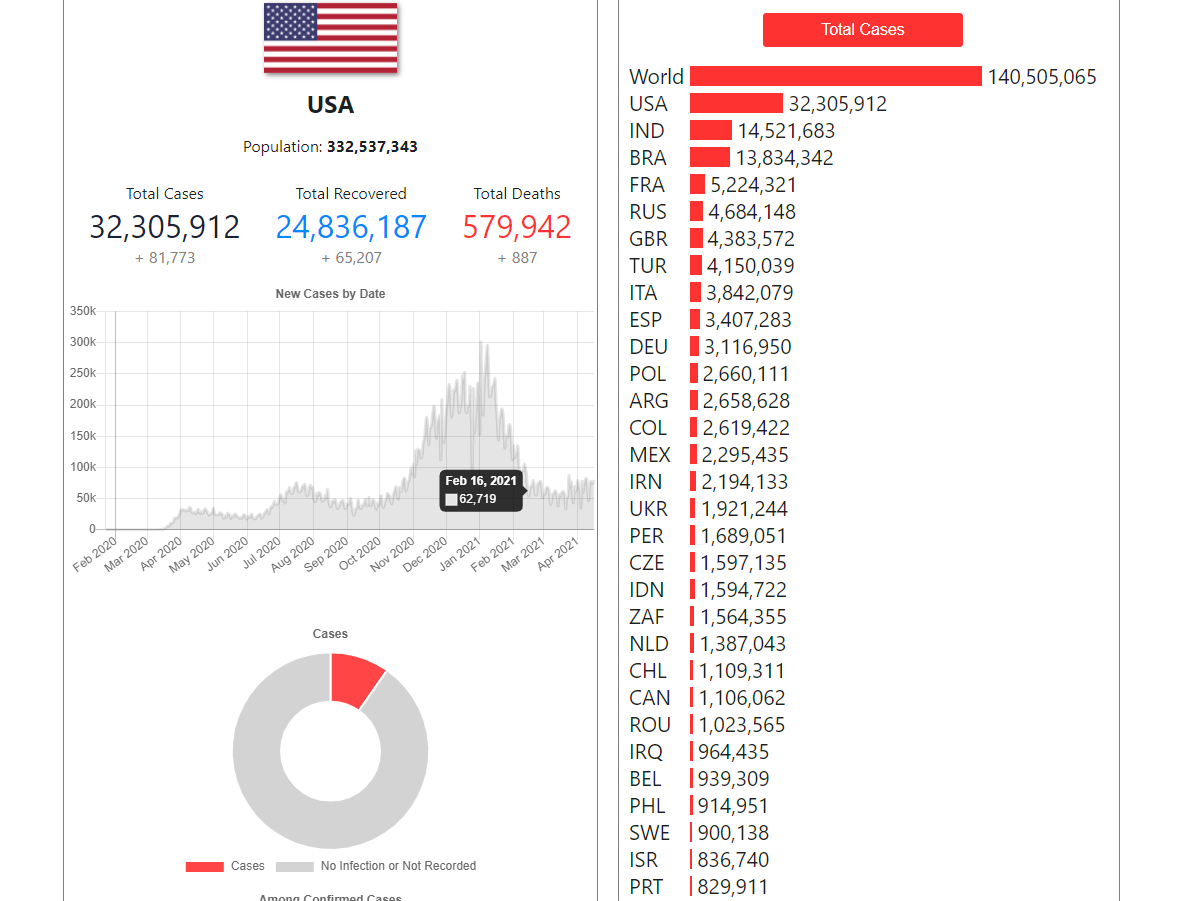 USA
Population: 332,537,343
Total Cases Total Recovered Total Deaths
32,305,912 24,836,187 579,942
+ 81,773 + 65,207 + 887
New Cases by Date
350k
300k
250k
200k
150k
100k
50k
0
Feb 16, 2021
62,719
Feb 2020 Mar 2020 Apr 2020 May 2020 Jun 2020 Jul 2020 Aug 2020 Sep 2020 Oct 2020 Nov 2020 Dec 2020 Jan 2021 Feb 2021 Mar 2021 Apr 2021
Cases
Cases No Infection or Not Recorded
Among Confirmed Cases
Total Cases
World 140,505,065
USA 32,305,912
IND 14,521,683
BRA 13,834,342
FRA 5,224,321
RUS 4,684,148
GBR 4,383,572
TUR 4,150,039
ITA 3,842,079
ESP 3,407,283
DEU 3,116,950
POL 2,660,111
ARG 2,658,628
COL 2,619,422
MEX 2,295,435
IRN 2,194,133
UKR 1,921,244
PER 1,689,051
CZE 1,597,135
IDN 1,594,722
ZAF 1,564,355
NLD 1,387,043
CHL 1,109,311
CAN 1,106,062
ROU 1,023,565
IRQ 964,435
BEL 939,309
PHL 914,951
SWE 900,138
ISR 836,740
PRT 829,911